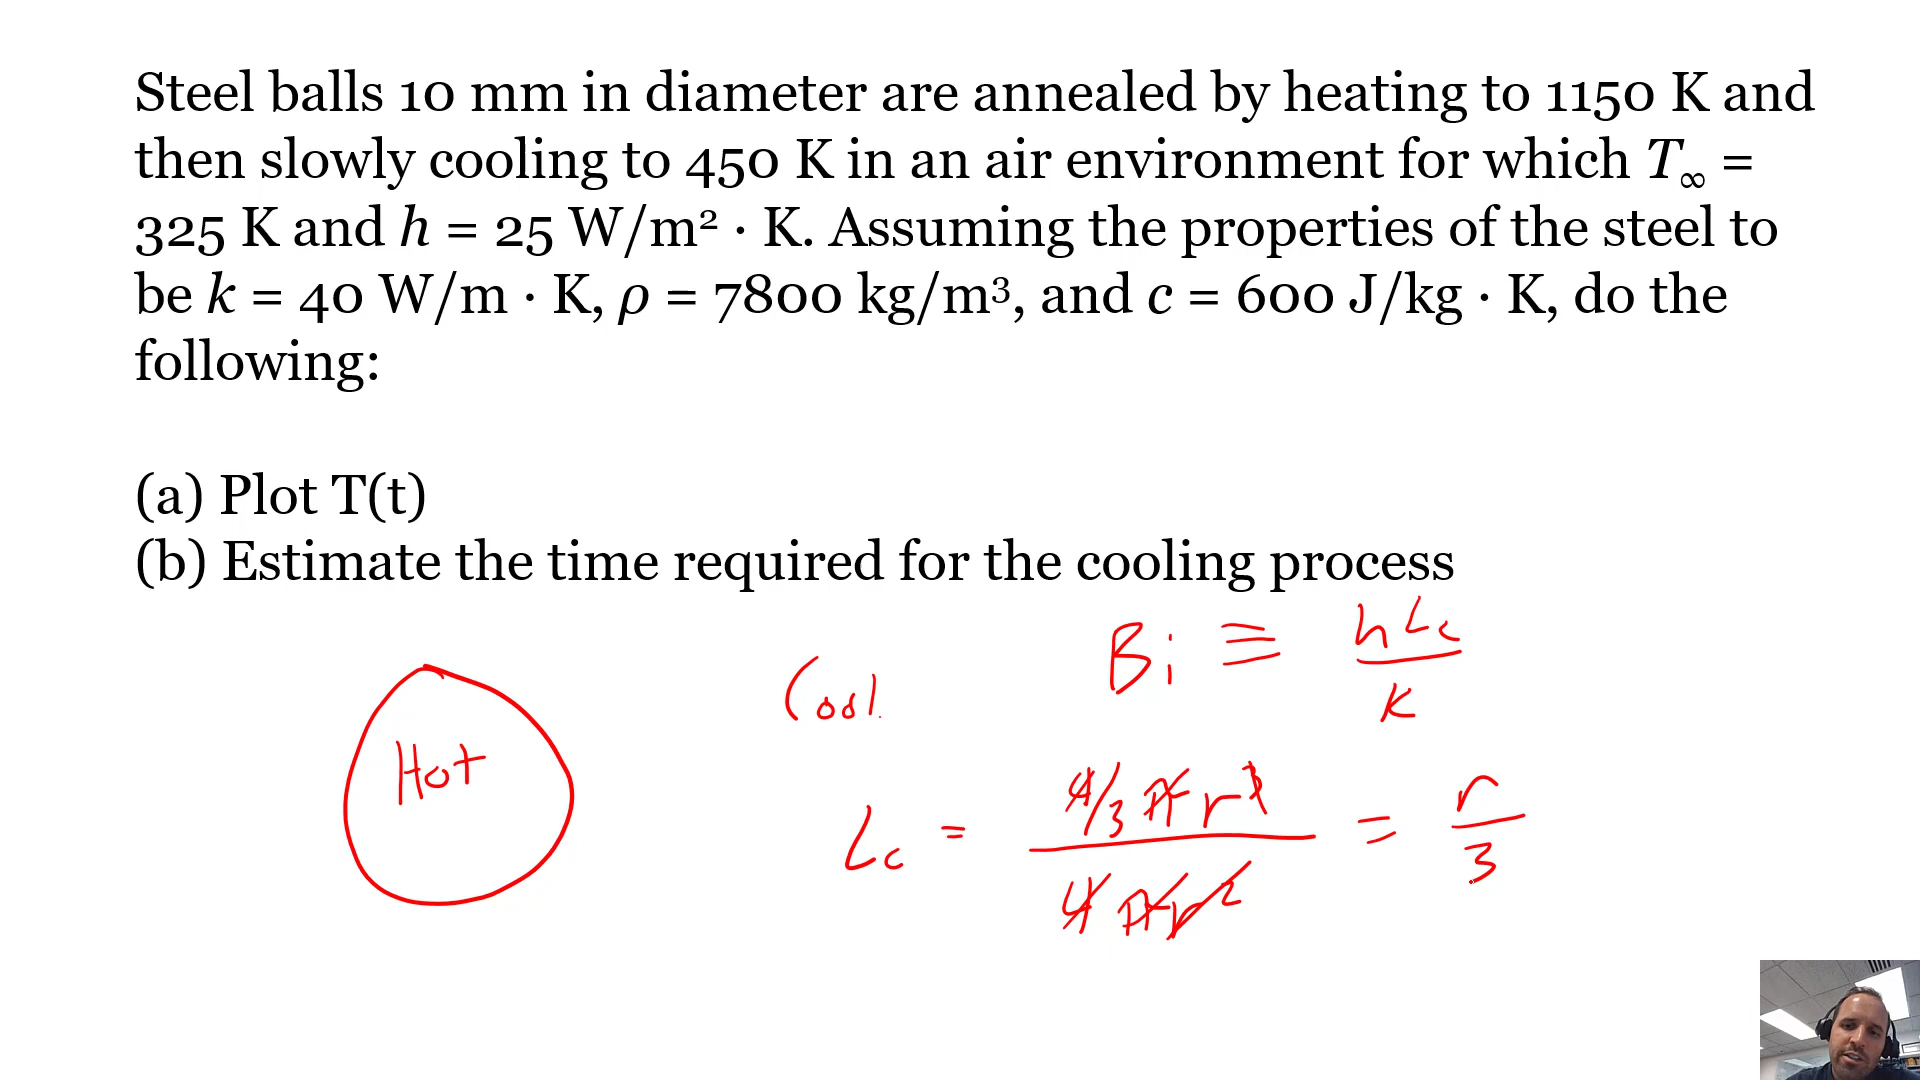 Steel balls 10 mm in diameter are annealed by heating to 1150 K and
then slowly cooling to 450 K in an air environment for which T∞ =
325 K and h = 25 W/m² · K. Assuming the properties of the steel to
be k = 40 W/m · K, ρ = 7800 kg/m³, and c = 600 J/kg · K, do the
following:
(a) Plot T(t)
(b) Estimate the time required for the cooling process
Bi ≡ hLc/k
Cool
Hot
Lc = 4/3 π r³ / 4 π r² = r/3